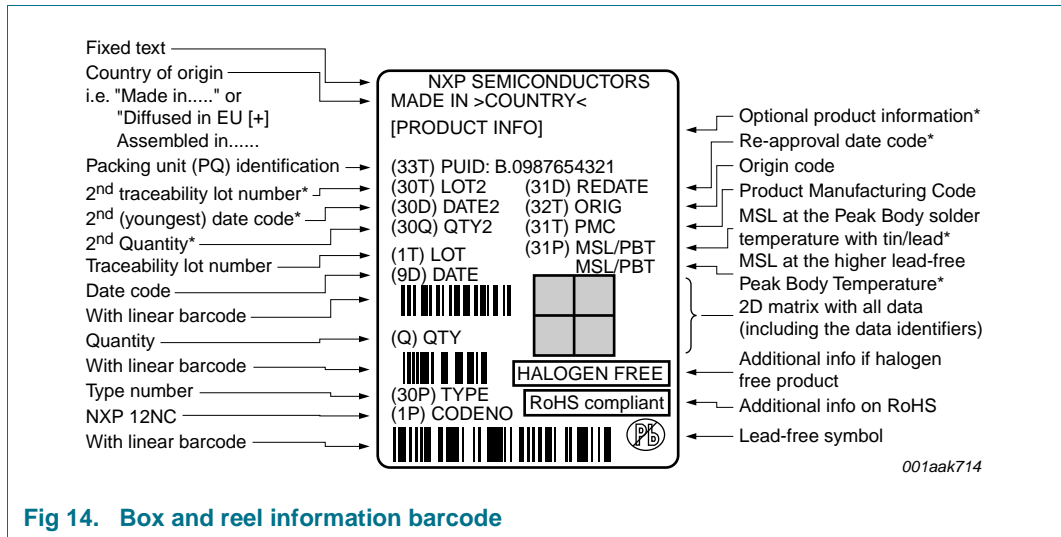 Fixed text
Country of origin
i.e. "Made in....." or
"Diffused in EU [+]
Assembled in......
Packing unit (PQ) identification
2nd traceability lot number*
2nd (youngest) date code*
2nd Quantity*
Traceability lot number
Date code
With linear barcode
Quantity
With linear barcode
Type number
NXP 12NC
With linear barcode
NXP SEMICONDUCTORS
MADE IN >COUNTRY<
[PRODUCT INFO]
(33T) PUID: B.0987654321
(30T) LOT2 (31D) REDATE
(30D) DATE2 (32T) ORIG
(30Q) QTY2 (31T) PMC
(31P) MSL/PBT
(1T) LOT
MSL/PBT
(9D) DATE
(Q) QTY
HALOGEN FREE
(30P) TYPE
RoHS compliant
(1P) CODENO
Pb
Optional product information*
Re-approval date code*
Origin code
Product Manufacturing Code
MSL at the Peak Body solder
temperature with tin/lead*
MSL at the higher lead-free
Peak Body Temperature*
2D matrix with all data
(including the data identifiers)
Additional info if halogen
free product
Additional info on RoHS
Lead-free symbol
001aak714
Fig 14. Box and reel information barcode